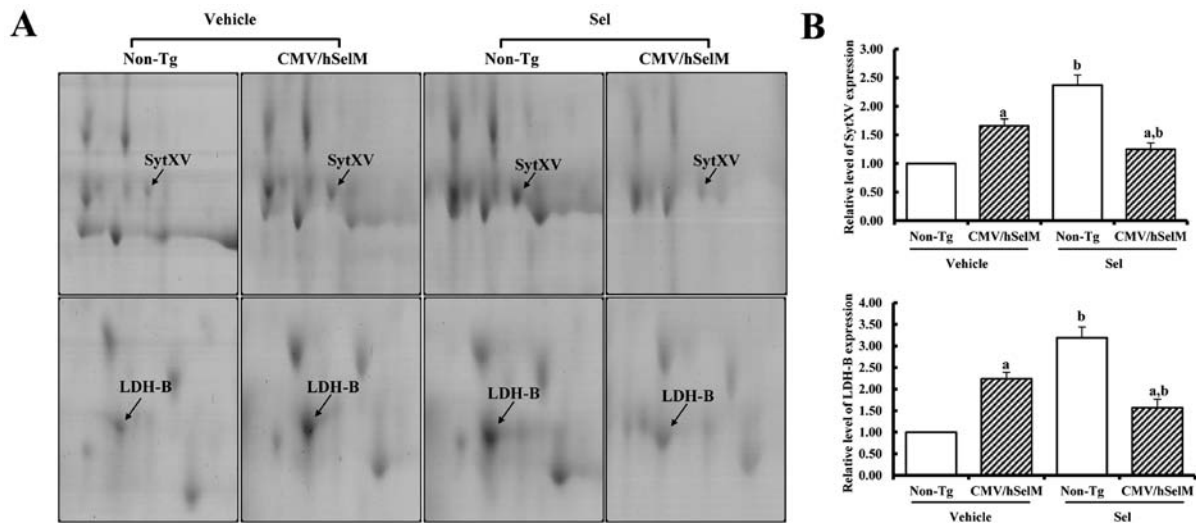 A
Vehicle
Sel
Non-Tg
CMV/hSelM
Non-Tg
CMV/hSelM
SytXV
SytXV
SytXV
SytXV
LDH-B
LDH-B
LDH-B
LDH-B
B
Relative level of SytXV expression
3.00
2.50
2.00
1.50
1.00
0.50
0.00
a
b
a,b
Non-Tg
CMV/hSelM
Non-Tg
CMV/hSelM
Vehicle
Sel
Relative level of LDH-B expression
4.00
3.50
3.00
2.50
2.00
1.50
1.00
0.50
0.00
a
b
a,b
Non-Tg
CMV/hSelM
Non-Tg
CMV/hSelM
Vehicle
Sel